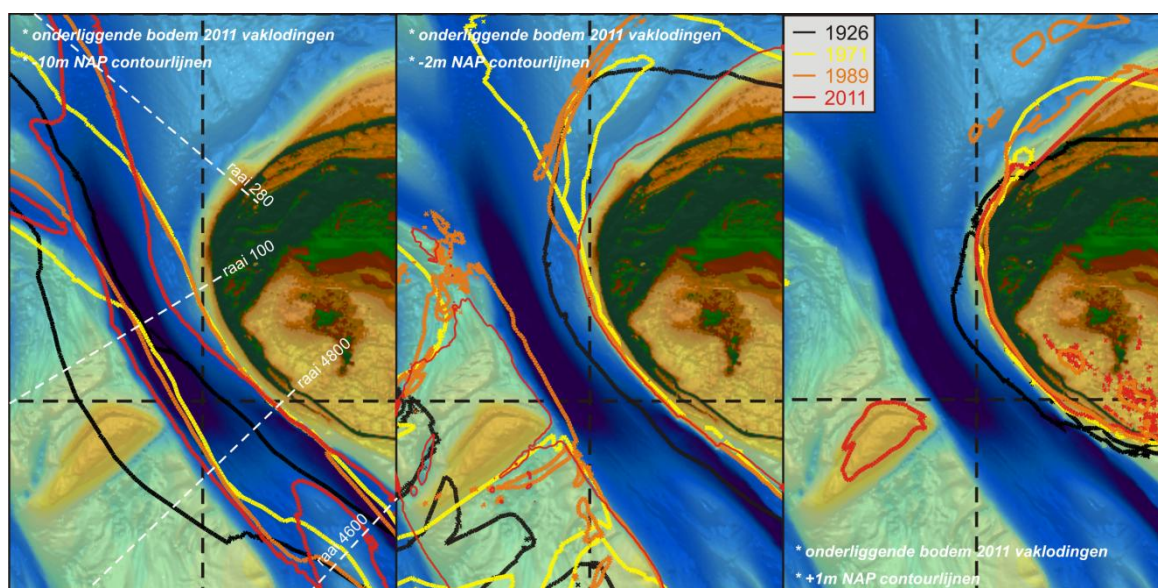 * onderliggende bodem 2011 vaklodingen
* -10m NAP contourlijnen
raai 280
raai 100
raai 4800
raai 4600
* onderliggende bodem 2011 vaklodingen
* -2m NAP contourlijnen
1926
1971
1989
2011
* onderliggende bodem 2011 vaklodingen
* +1m NAP contourlijnen